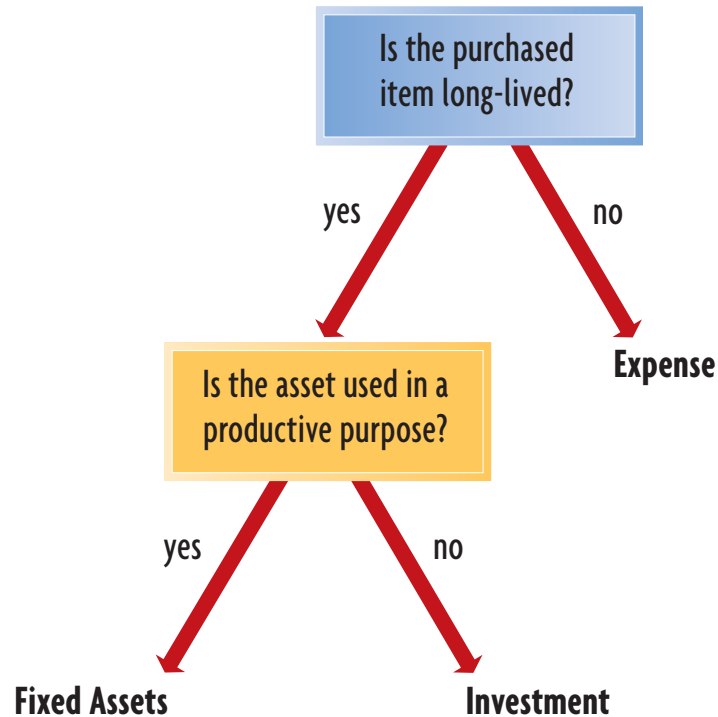 Is the purchased
item long-lived?
yes
no
Expense
Is the asset used in a
productive purpose?
yes
no
Fixed Assets
Investment